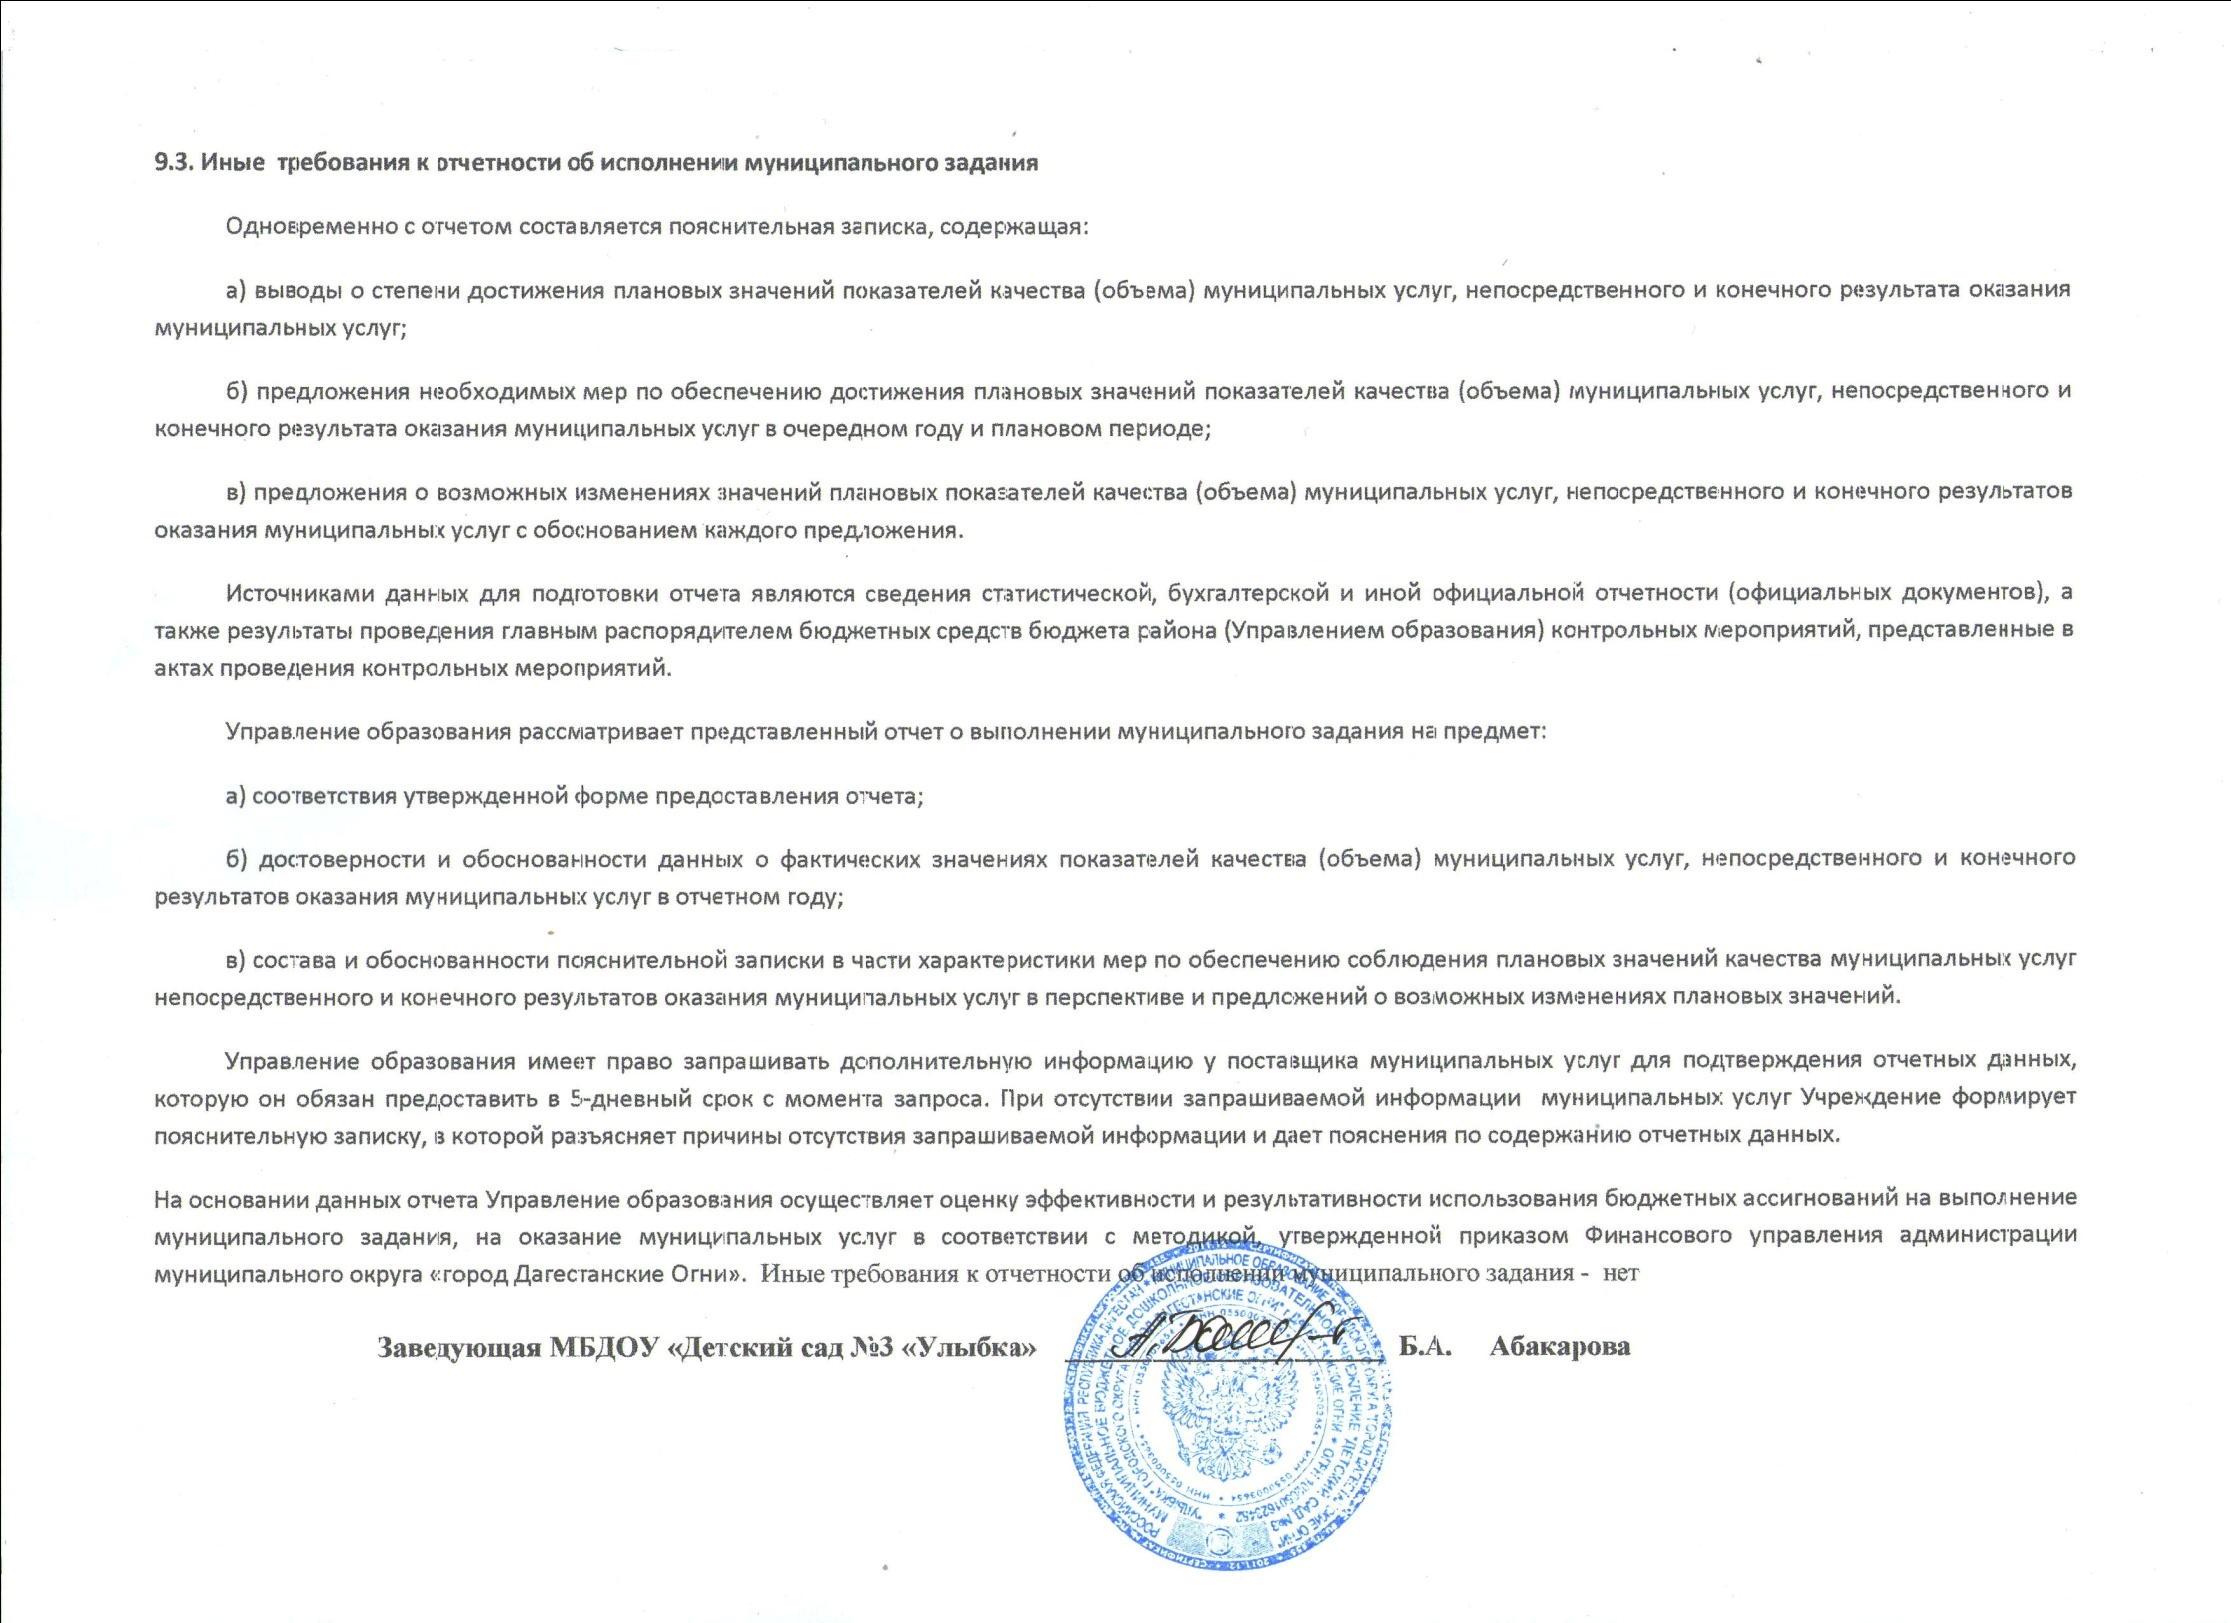 9.3. Иные требования к отчетности об исполнении муниципального задания
Одновременно с отчетом составляется пояснительная записка, содержащая:
а) выводы о степени достижения плановых значений показателей качества (объема) муниципальных услуг, непосредственного и конечного результата оказания
муниципальных услуг;
б) предложения необходимых мер по обеспечению достижения плановых значений показателей качества (объема) муниципальных услуг, непосредственного и
конечного результата оказания муниципальных услуг в очередном году и плановом периоде;
в) предложения о возможных изменениях значений плановых показателей качества (объема) муниципальных услуг, непосредственного и конечного результатов
оказания муниципальных услуг с обоснованием каждого предложения.
Источниками данных для подготовки отчета являются сведения статистической, бухгалтерской и иной официальной отчетности (официальных документов), а
также результаты проведения главным распорядителем бюджетных средств бюджета района (Управлением образования) контрольных мероприятий, представленные в
актах проведения контрольных мероприятий.
Управление образования рассматривает представленный отчет о выполнении муниципального задания на предмет:
а) соответствия утвержденной форме предоставления отчета;
б) достоверности и обоснованности данных о фактических значениях показателей качества (объема) муниципальных услуг, непосредственного и конечного
результатов оказания муниципальных услуг в отчетном году;
в) состава и обоснованности пояснительной записки в части характеристики мер по обеспечению соблюдения плановых значений качества муниципальных услуг
непосредственного и конечного результатов оказания муниципальных услуг в перспективе и предложений о возможных изменениях плановых значений.
Управление образования имеет право запрашивать дополнительную информацию у поставщика муниципальных услуг для подтверждения отчетных данных,
которую он обязан предоставить в 5-дневный срок с момента запроса. При отсутствии запрашиваемой информации муниципальных услуг Учреждение формирует
пояснительную записку, в которой разъясняет причины отсутствия запрашиваемой информации и дает пояснения по содержанию отчетных данных.
На основании данных отчета Управление образования осуществляет оценку эффективности и результативности использования бюджетных ассигнований на выполнение
муниципального задания, на оказание муниципальных услуг в соответствии с методикой, утвержденной приказом Финансового управления администрации
муниципального округа «город Дагестанские Огни». Иные требования к отчетности об исполнении муниципального задания - нет
Заведующая МБДОУ «Детский сад №3 «Улыбка» Б.А. Абакарова